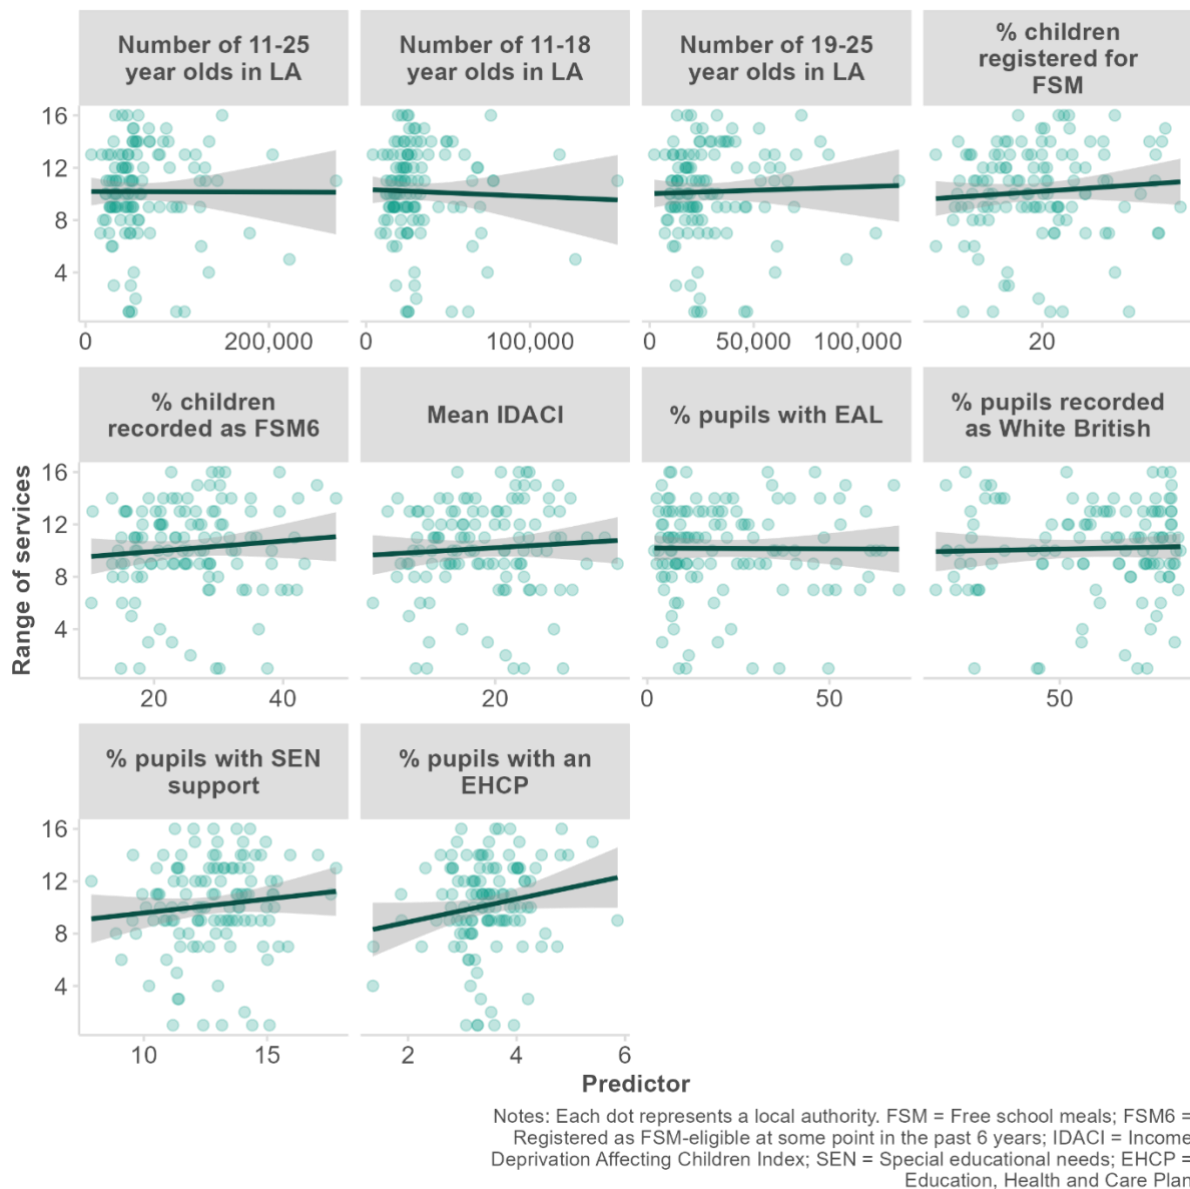 Number of 11-25
year olds in LA
Number of 11-18
year olds in LA
Number of 19-25
year olds in LA
% children
registered for
FSM
16
12
8
4
0
200,000
0
100,000
0
50,000
100,000
20
% children
recorded as FSM6
Mean IDACI
% pupils with EAL
% pupils recorded
as White British
Range of services
16
12
8
4
20
40
20
0
50
50
% pupils with SEN
support
% pupils with an
EHCP
16
12
8
4
10
15
2
4
6
Predictor
Notes: Each dot represents a local authority. FSM = Free school meals; FSM6 =
Registered as FSM-eligible at some point in the past 6 years; IDACI = Income
Deprivation Affecting Children Index; SEN = Special educational needs; EHCP =
Education, Health and Care Plan